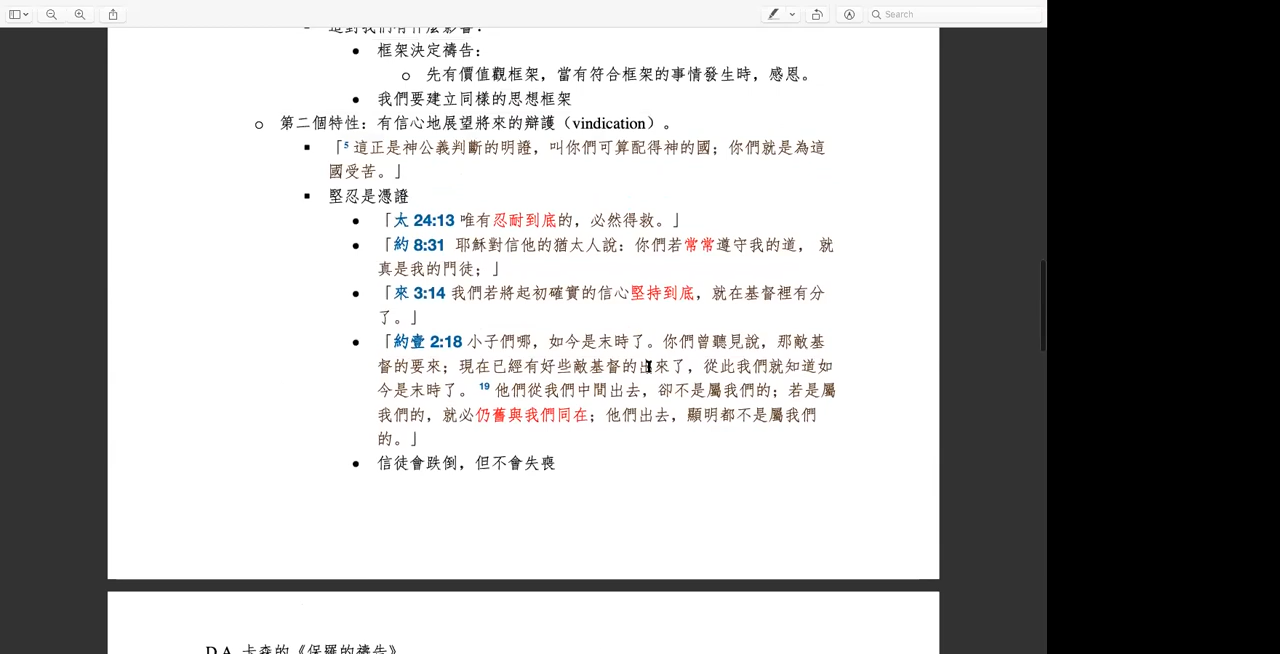 Search
這對我們有什麼影響：
框架決定禱告：
先有價值觀框架，當有符合框架的事情發生時，感恩。
我們要建立同樣的思想框架
第二個特性：有信心地展望將來的辯護（vindication）。
「5 這正是神公義判斷的明證，叫你們可算配得神的國；你們就是為這
國受苦。」
堅忍是憑證
「太 24:13 唯有忍耐到底的，必然得救。」
「約 8:31 耶穌對信他的猶太人說：你們若常常遵守我的道， 就
真是我的門徒；」
「來 3:14 我們若將起初確實的信心堅持到底，就在基督裡有分
了。」
「約壹 2:18 小子們哪，如今是末時了。你們曾聽見說，那敵基
督的要來；現在已經有好些敵基督的出來了，從此我們就知道如
今是末時了。 19 他們從我們中間出去，卻不是屬我們的；若是屬
我們的，就必仍舊與我們同在；他們出去，顯明都不是屬我們
的。」
信徒會跌倒，但不會失喪
D.A. 卡森的《保羅的禱告》